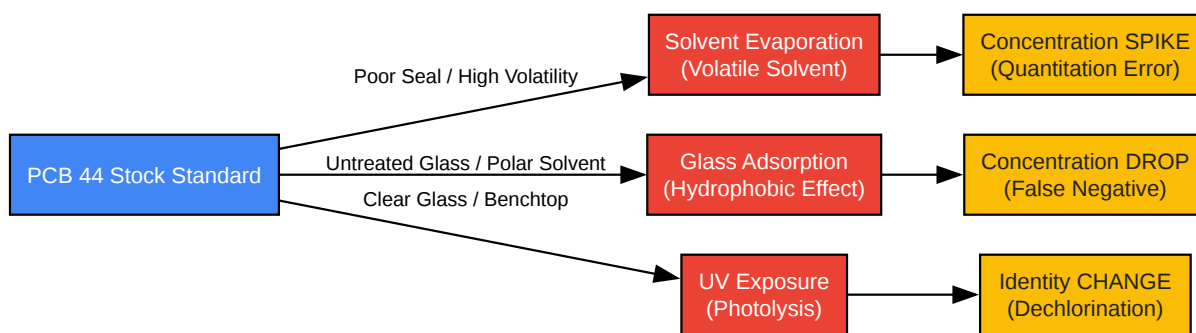 Solvent Evaporation
(Volatile Solvent)
Concentration SPIKE
(Quantitation Error)
Poor Seal / High Volatility
PCB 44 Stock Standard
Untreated Glass / Polar Solvent
Glass Adsorption
(Hydrophobic Effect)
Concentration DROP
(False Negative)
Clear Glass / Benchtop
UV Exposure
(Photolysis)
Identity CHANGE
(Dechlorination)